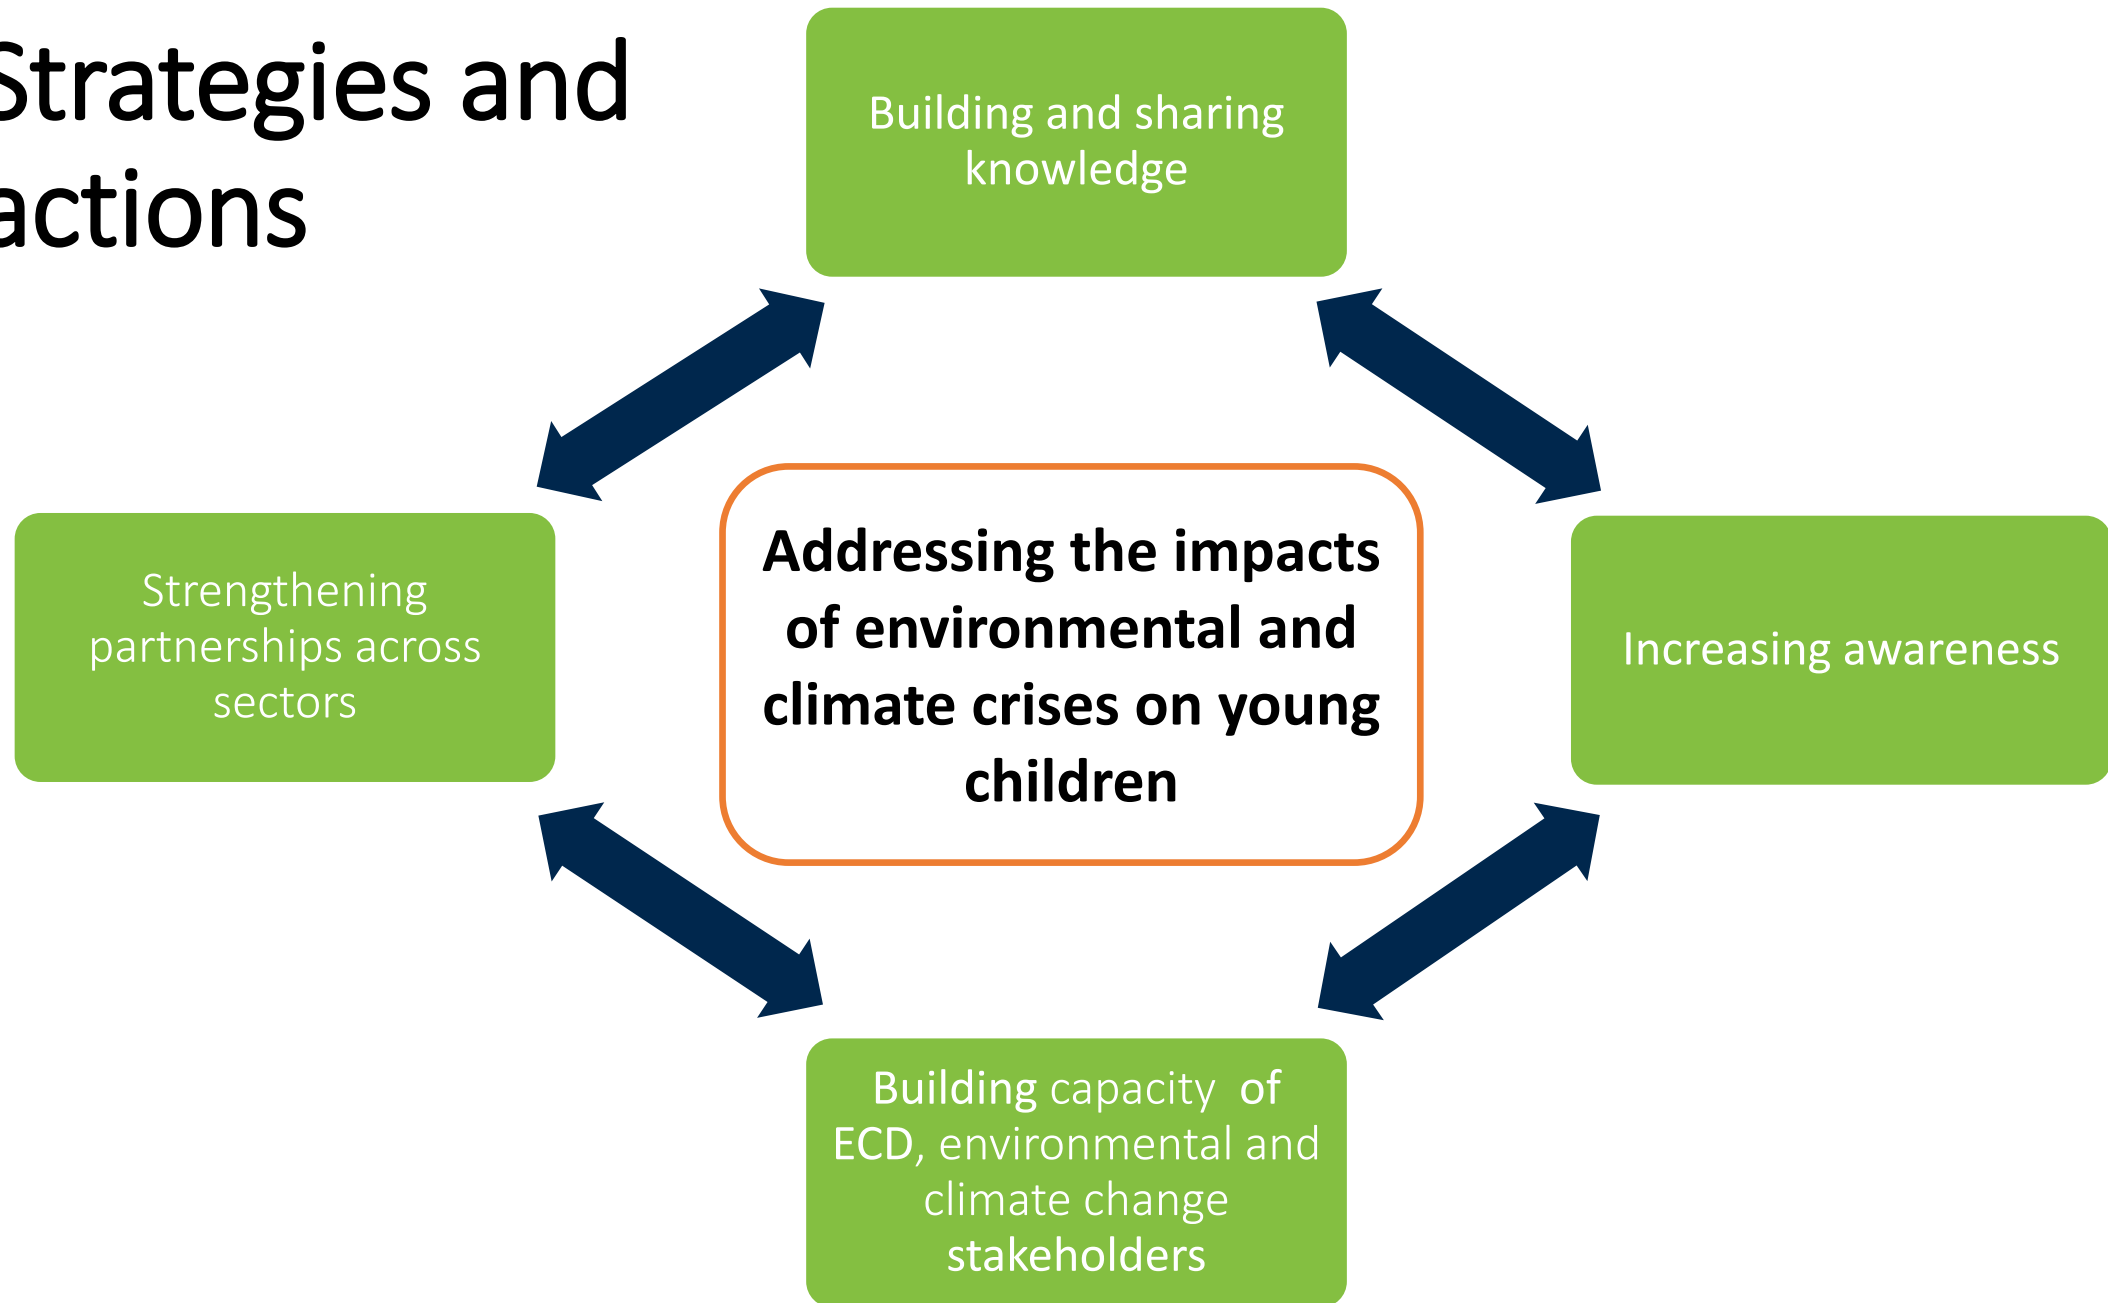 Strategies and
actions
Building and sharing
knowledge
Strengthening
partnerships across
sectors
Addressing the impacts
of environmental and
climate crises on young
children
Increasing awareness
Building capacity of
ECD, environmental and
climate change
stakeholders